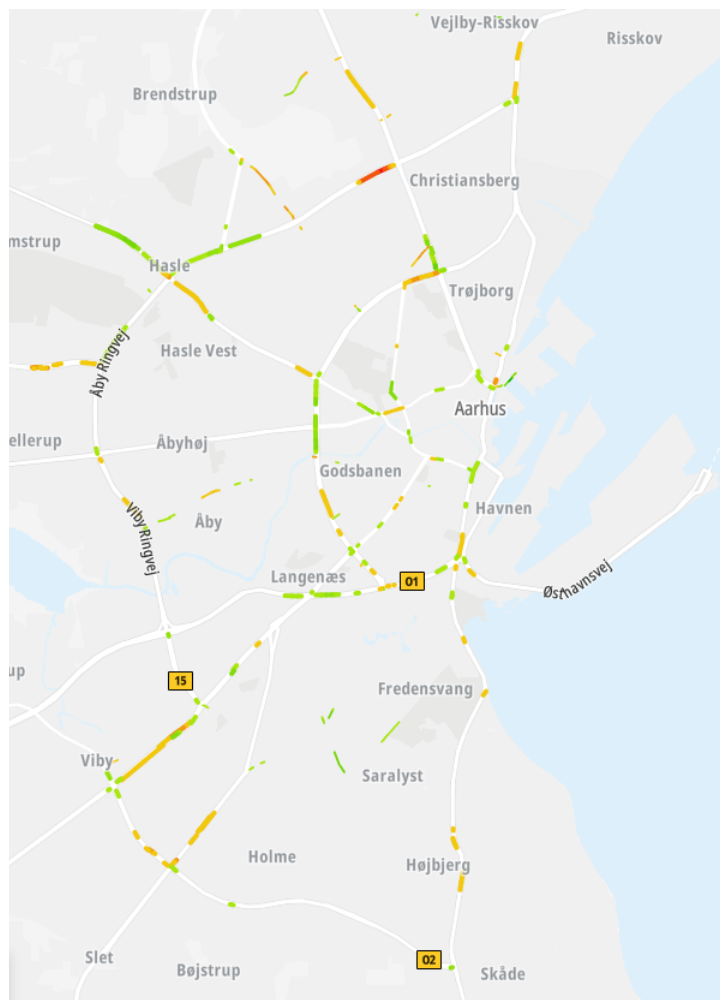 Vejlby-Risskov
Risskov
Brendstrup
Christiansberg
mstrup
Hasle
Trøjborg
Hasle Vest
Åby Ringvej
Aarhus
ellerup
Åbyhøj
Godsbanen
Havnen
Åby
Viby Ringvej
Langenæs
01
Østhavnsvej
up
15
Fredensvang
Viby
Saralyst
Holme
Højbjerg
Slet
02
Bøjstrup
Skåde